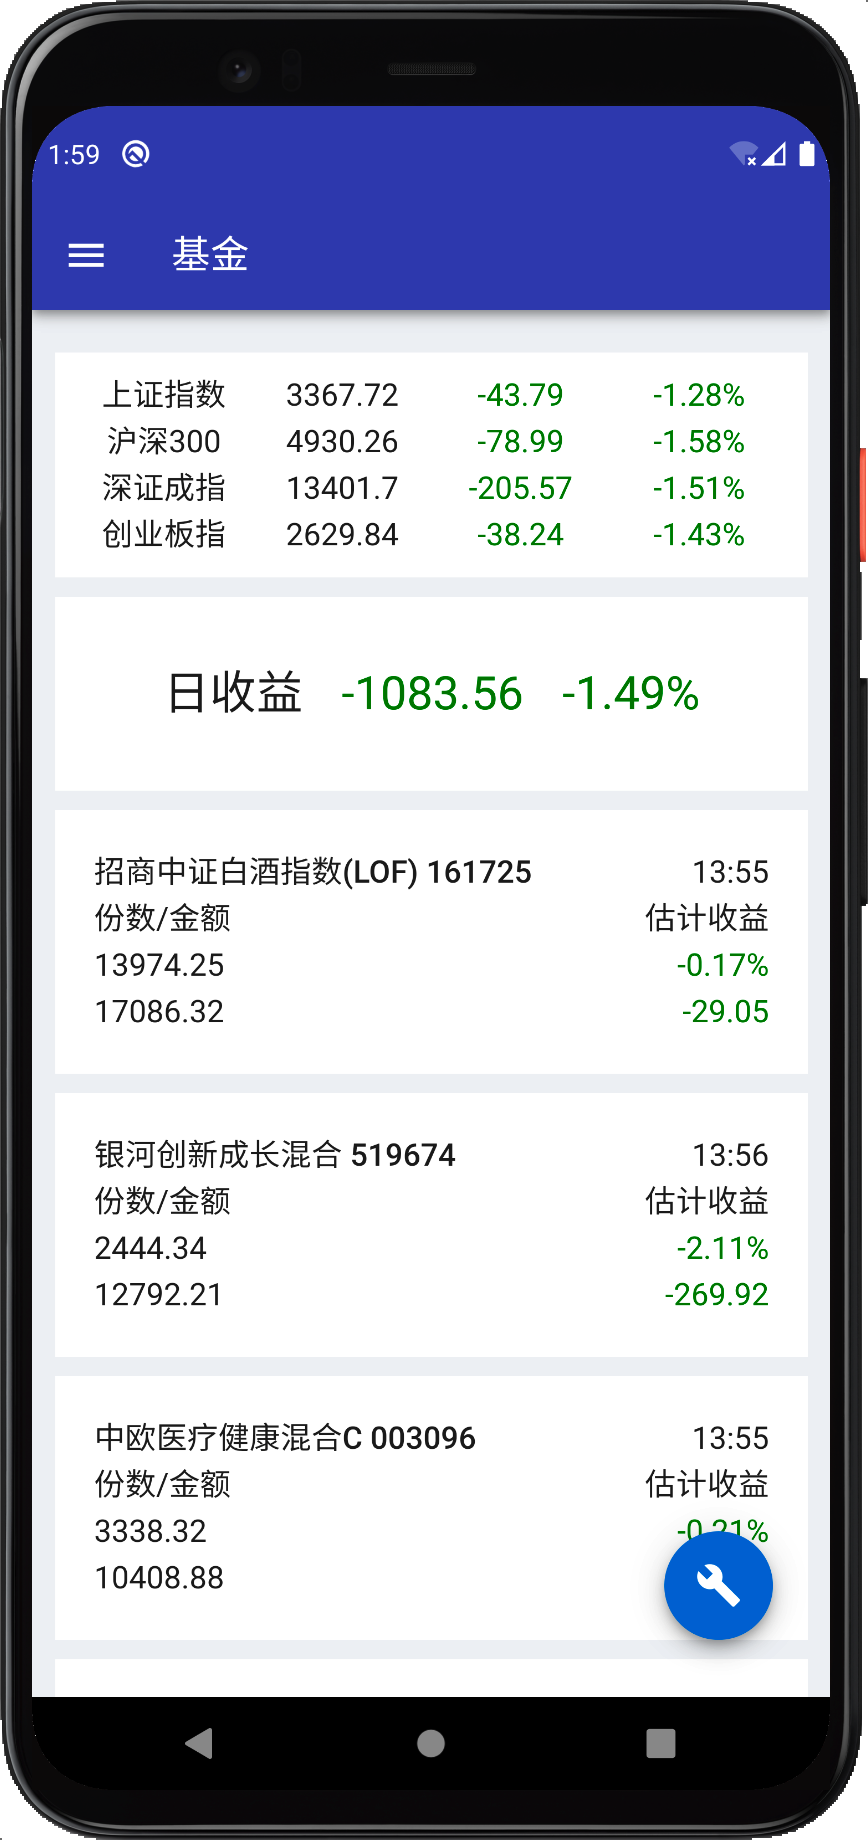 1:59
基金
上证指数 3367.72 -43.79 -1.28%
沪深300 4930.26 -78.99 -1.58%
深证成指 13401.7 -205.57 -1.51%
创业板指 2629.84 -38.24 -1.43%
日收益 -1083.56 -1.49%
招商中证白酒指数(LOF) 161725 13:55
份数/金额 估计收益
13974.25 -0.17%
17086.32 -29.05
银河创新成长混合 519674 13:56
份数/金额 估计收益
2444.34 -2.11%
12792.21 -269.92
中欧医疗健康混合C 003096 13:55
份数/金额 估计收益
3338.32 -0.21%
10408.88